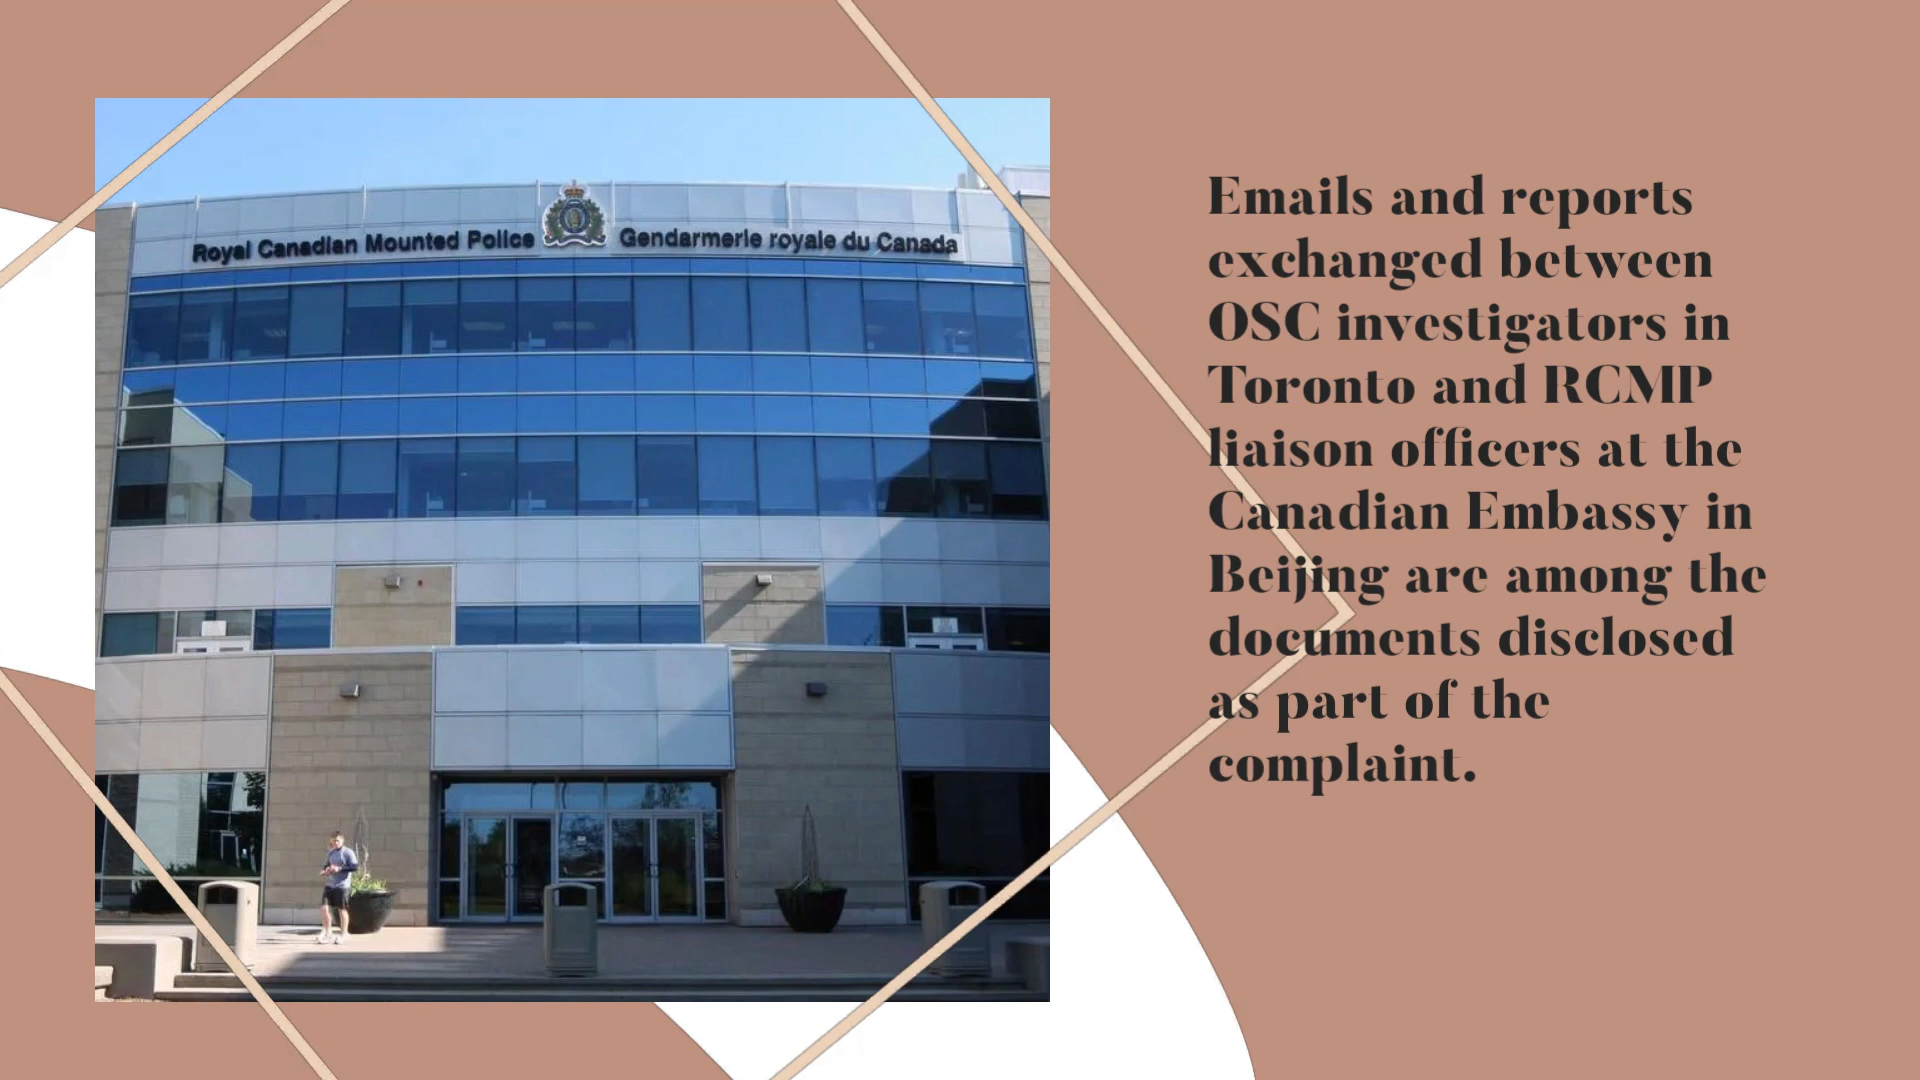 Royal Canadian Mounted Police Gendarmerie royale du Canada
Emails and reports
exchanged between
OSC investigators in
Toronto and RCMP
liaison officers at the
Canadian Embassy in
Beijing are among the
documents disclosed
as part of the
complaint.